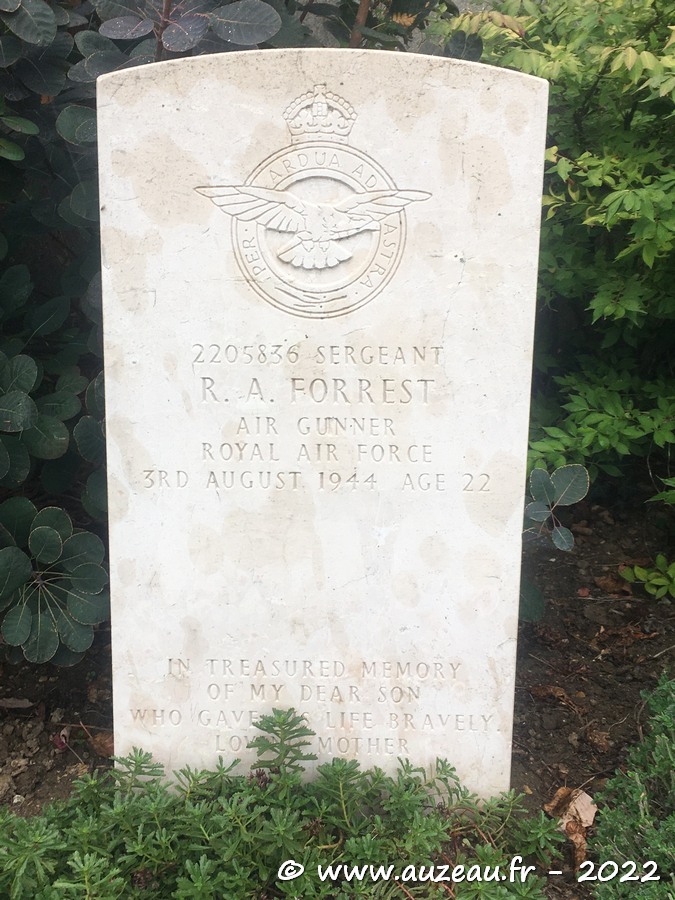 PER ARDUA AD ASTRA
2205836 SERGEANT
R. A. FORREST
AIR GUNNER
ROYAL AIR FORCE
3RD AUGUST 1944 AGE 22
IN TREASURED MEMORY
OF MY DEAR SON
WHO GAVE LIFE BRAVELY.
MOTHER
© www.auzeau.fr - 2022